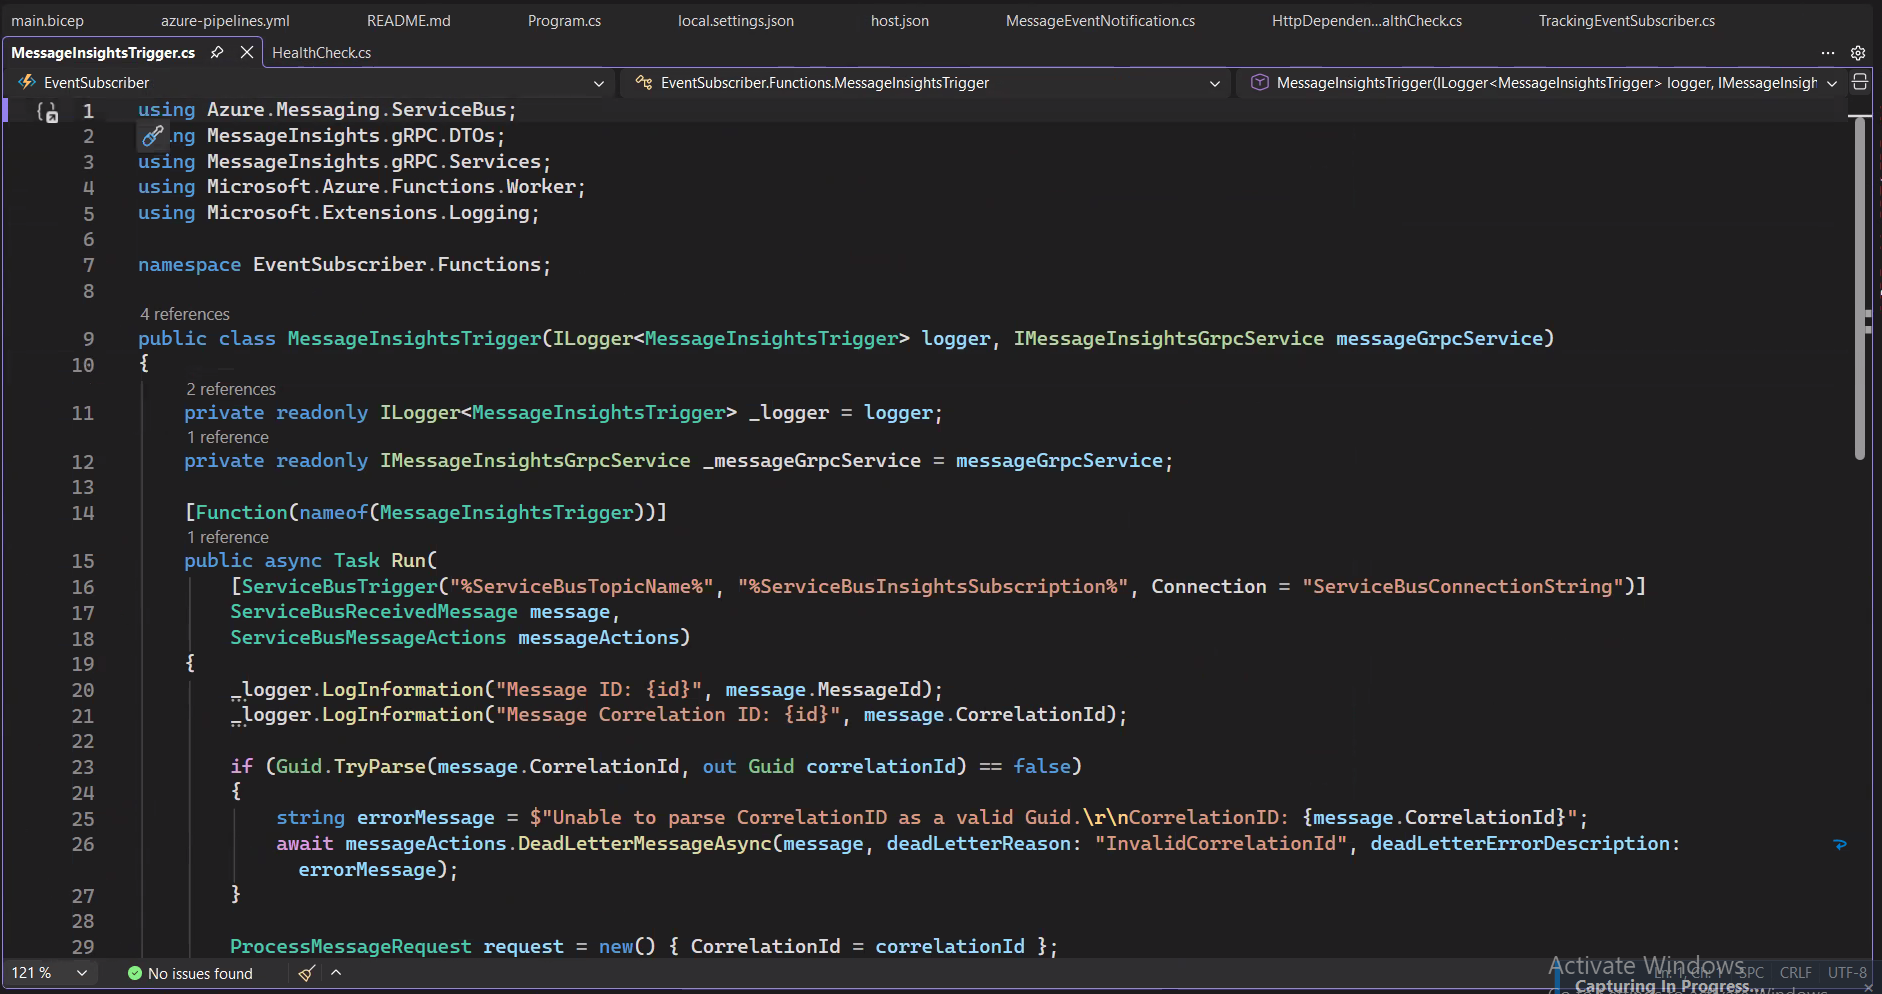 main.bicep azure-pipelines.yml README.md Program.cs local.settings.json host.json MessageEventNotification.cs HttpDependen...althCheck.cs TrackingEventSubscriber.cs
MessageInsightsTrigger.cs HealthCheck.cs
EventSubscriber EventSubscriber.Functions.MessageInsightsTrigger MessageInsightsTrigger(ILogger<MessageInsightsTrigger> logger, IMessageInsigh
1 using Azure.Messaging.ServiceBus;
2 ng MessageInsights.gRPC.DTOs;
3 using MessageInsights.gRPC.Services;
4 using Microsoft.Azure.Functions.Worker;
5 using Microsoft.Extensions.Logging;
6
7 namespace EventSubscriber.Functions;
8
4 references
9 public class MessageInsightsTrigger(ILogger<MessageInsightsTrigger> logger, IMessageInsightsGrpcService messageGrpcService)
10 {
2 references
11 private readonly ILogger<MessageInsightsTrigger> _logger = logger;
1 reference
12 private readonly IMessageInsightsGrpcService _messageGrpcService = messageGrpcService;
13
14 [Function(nameof(MessageInsightsTrigger))]
1 reference
15 public async Task Run(
16 [ServiceBusTrigger("%ServiceBusTopicName%", "%ServiceBusInsightsSubscription%", Connection = "ServiceBusConnectionString")]
17 ServiceBusReceivedMessage message,
18 ServiceBusMessageActions messageActions)
19 {
20 _logger.LogInformation("Message ID: {id}", message.MessageId);
21 _logger.LogInformation("Message Correlation ID: {id}", message.CorrelationId);
22
23 if (Guid.TryParse(message.CorrelationId, out Guid correlationId) == false)
24 {
25 string errorMessage = $"Unable to parse CorrelationID as a valid Guid.\r\nCorrelationID: {message.CorrelationId}";
26 await messageActions.DeadLetterMessageAsync(message, deadLetterReason: "InvalidCorrelationId", deadLetterErrorDescription:
errorMessage);
27 }
28
29 ProcessMessageRequest request = new() { CorrelationId = correlationId };
121 % No issues found Ln: 1, Ch: 1 SPC CRLF UTF-8
Activate Windows
Capturing In Progress...